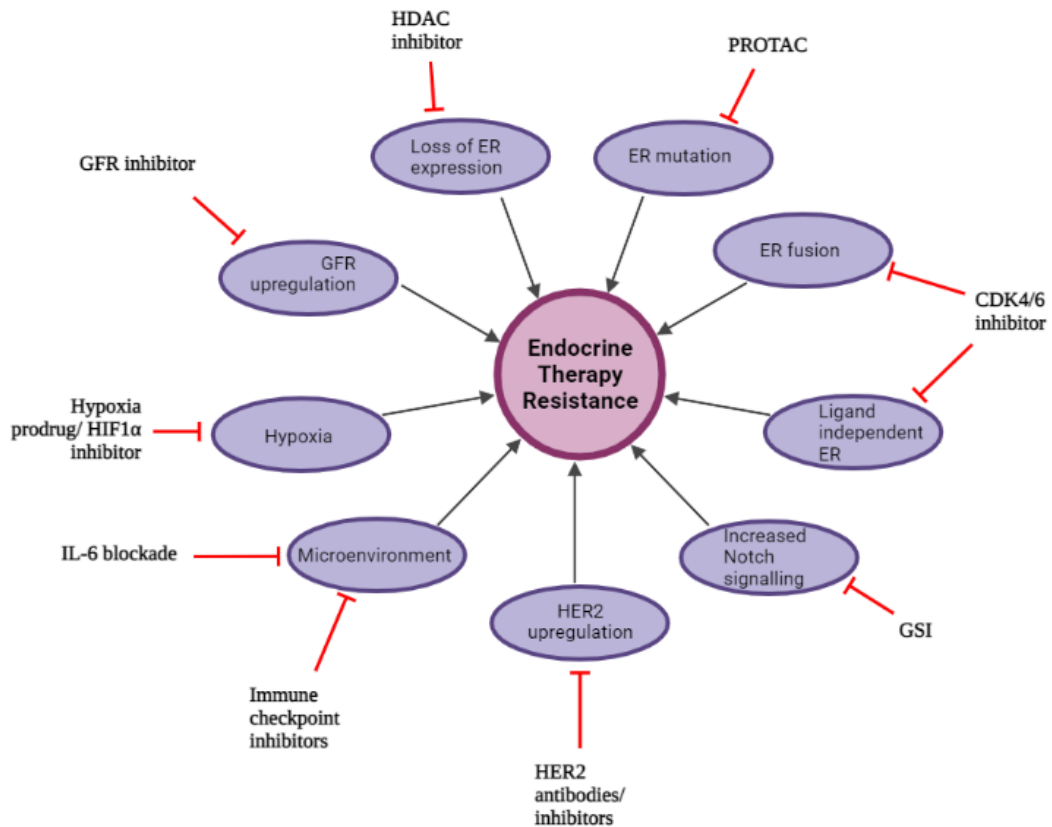 HDAC
inhibitor
PROTAC
Loss of ER
expression
ER mutation
GFR inhibitor
GFR
upregulation
ER fusion
CDK4/6
inhibitor
Endocrine
Therapy
Resistance
Hypoxia
prodrug/ HIF1α
inhibitor
Hypoxia
Ligand
independent
ER
IL-6 blockade
Microenvironment
Increased
Notch
signalling
HER2
upregulation
GSI
Immune
checkpoint
inhibitors
HER2
antibodies/
inhibitors